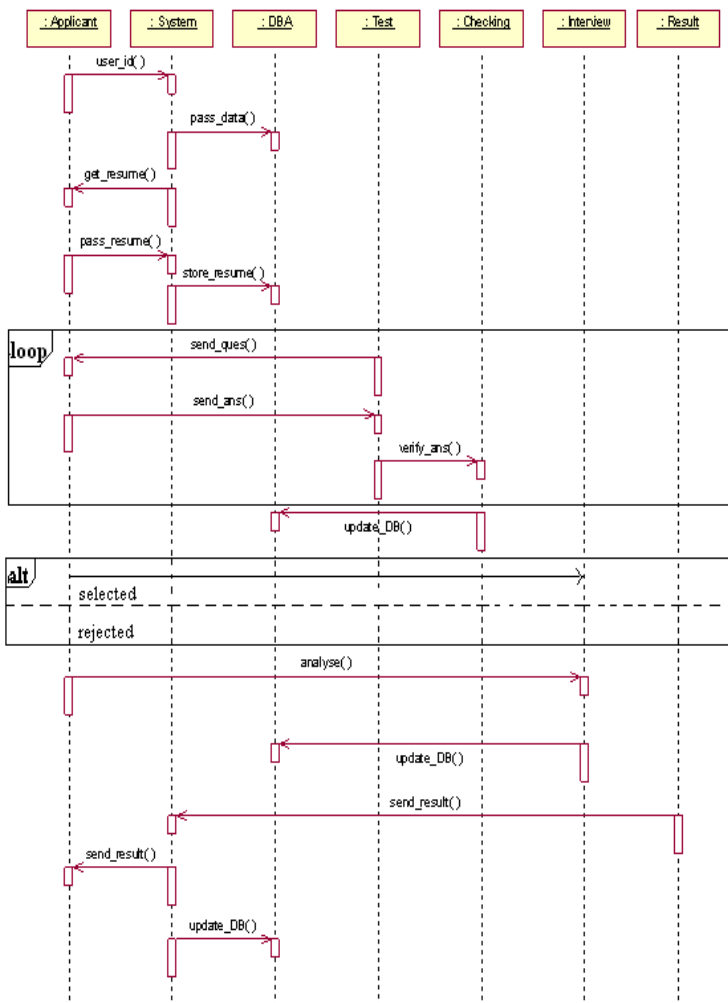 : Applicant
: System
: DBA
: Test
: Checking
: Interview
: Result
user_id( )
pass_data()
get_resume( )
pass_resume( )
store_resume( )
loop
send_ques()
send_ans()
verify_ans( )
update_DB()
alt
selected
rejected
analyse()
update_DB()
send_result()
send_result()
update_DB()